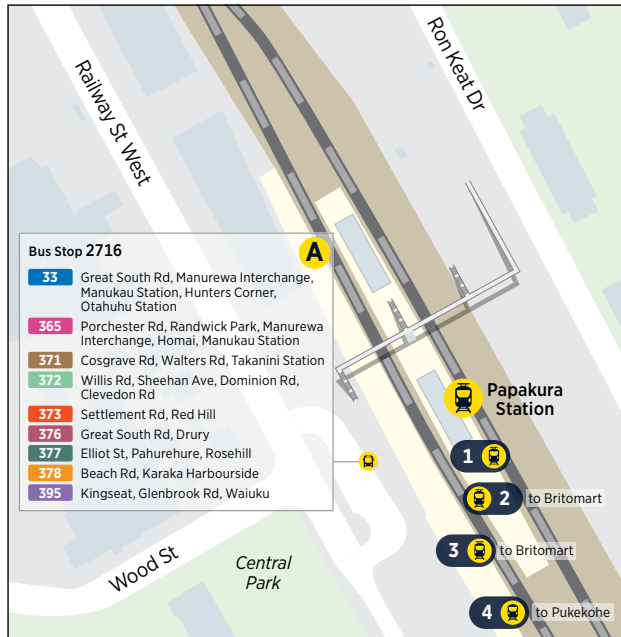 Railway St West
Ron Keat Dr
Bus Stop 2716
A
33 Great South Rd, Manurewa Interchange,
Manukau Station, Hunters Corner,
Otahuhu Station
365 Porchester Rd, Randwick Park, Manurewa
Interchange, Homai, Manukau Station
371 Cosgrave Rd, Walters Rd, Takanini Station
372 Willis Rd, Sheehan Ave, Dominion Rd,
Clevedon Rd
373 Settlement Rd, Red Hill
376 Great South Rd, Drury
377 Elliot St, Pahurehure, Rosehill
378 Beach Rd, Karaka Harbourside
395 Kingseat, Glenbrook Rd, Waiuku
Papakura
Station
1
2 to Britomart
3 to Britomart
4 to Pukekohe
Wood St
Central
Park